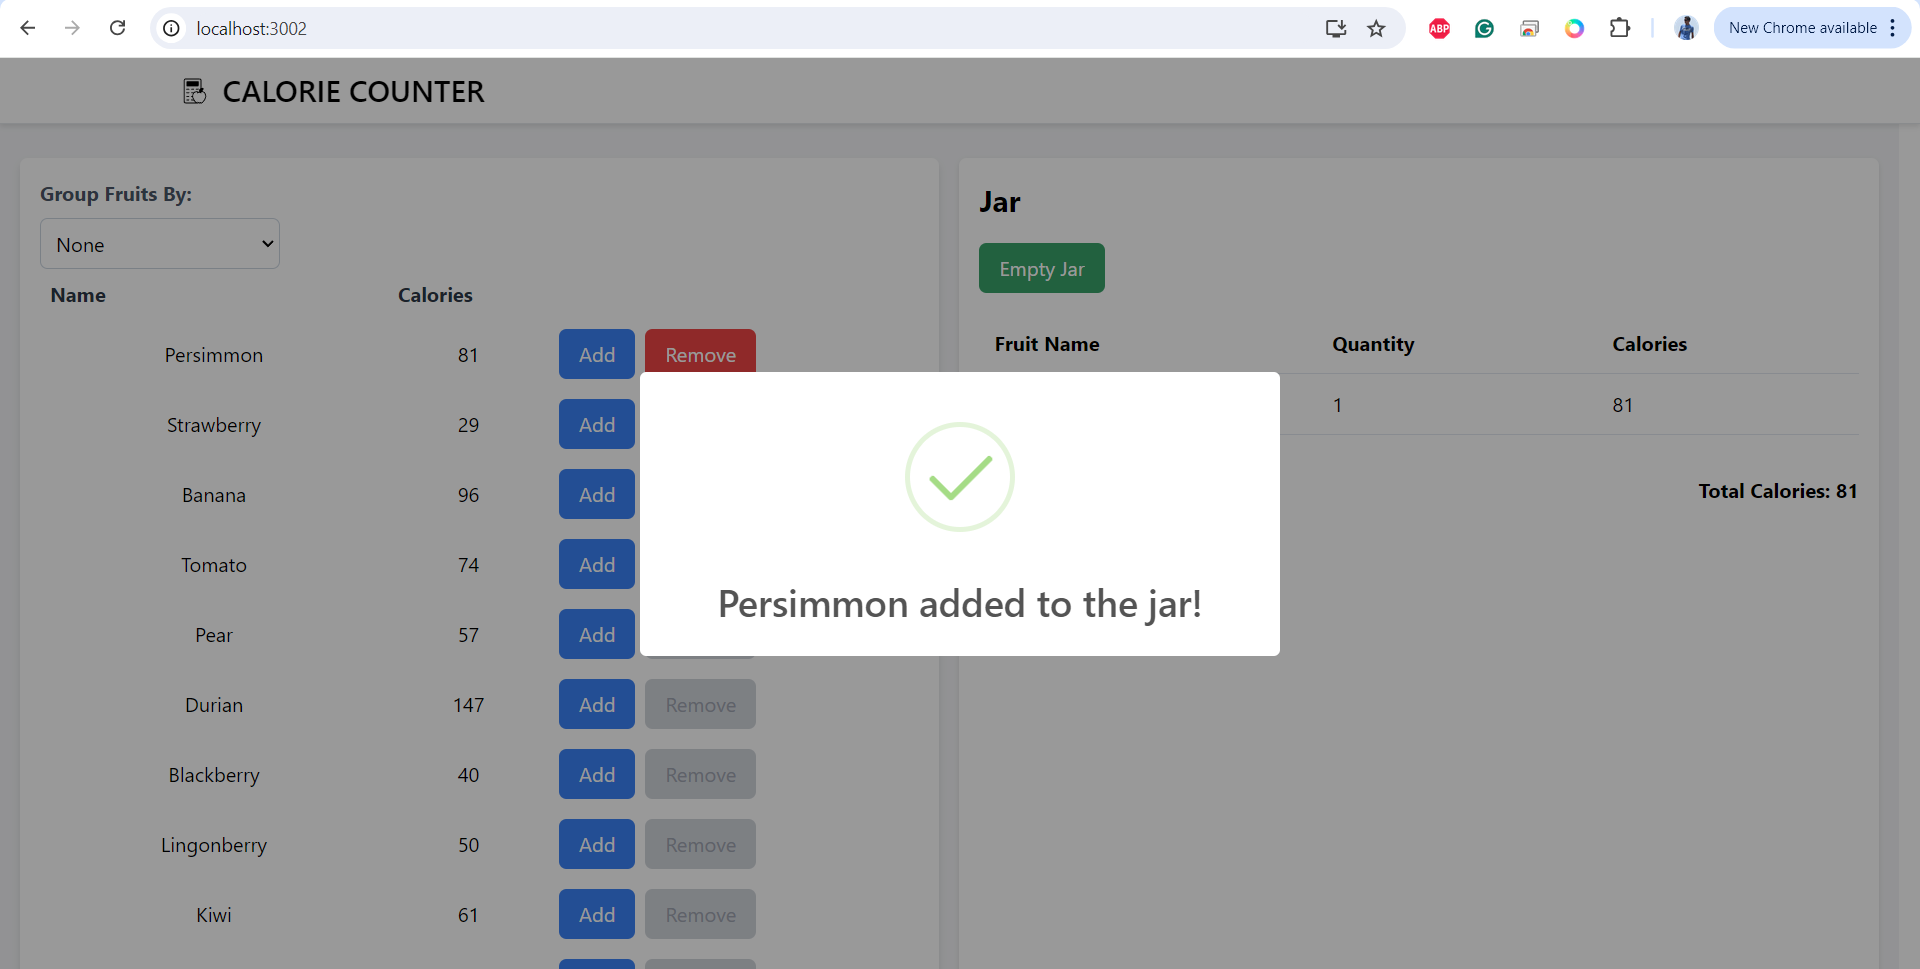 localhost:3002
ABP
New Chrome available
CALORIE COUNTER
Group Fruits By:
None
Name Calories
Persimmon 81 Add Remove
Strawberry 29 Add
Banana 96 Add
Tomato 74 Add
Pear 57 Add
Durian 147 Add Remove
Blackberry 40 Add Remove
Lingonberry 50 Add Remove
Kiwi 61 Add Remove
Jar
Empty Jar
Fruit Name Quantity Calories
1 81
Total Calories: 81
Persimmon added to the jar!